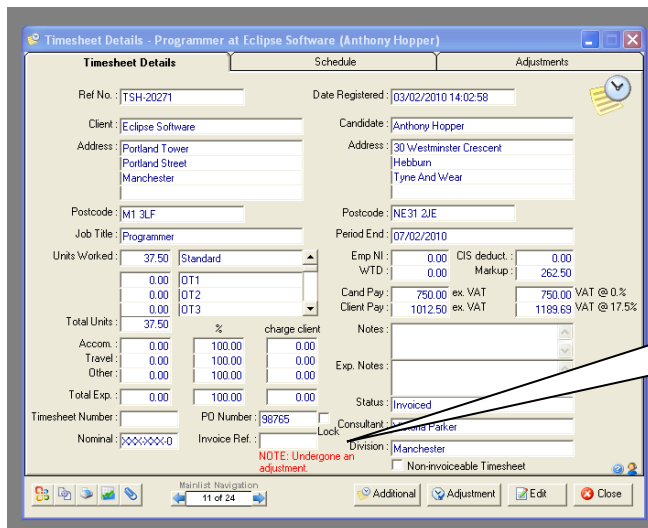 Timesheet Details - Programmer at Eclipse Software (Anthony Hopper)
Timesheet Details Schedule Adjustments
Ref No. : TSH-20271 Date Registered : 03/02/2010 14:02:58
Client : Eclipse Software Candidate : Anthony Hopper
Address : Portland Tower Address : 30 Westminster Crescent
Portland Street Hebburn
Manchester Tyne And Wear
Postcode : M1 3LF Postcode : NE31 2JE
Job Title : Programmer Period End : 07/02/2010
Units Worked : 37.50 Standard Emp NI : 0.00 CIS deduct. : 0.00
0.00 OT1 WTD : 0.00 Markup : 262.50
0.00 OT2 Cand Pay : 750.00 ex. VAT 750.00 VAT @ 0.%
0.00 OT3 Client Pay : 1012.50 ex. VAT 1189.69 VAT @ 17.5%
Total Units : 37.50 % charge client Notes :
Accom. : 0.00 100.00 0.00
Travel : 0.00 100.00 0.00
Other : 0.00 100.00 0.00 Exp. Notes :
Total Exp. : 0.00 100.00 0.00 Status : Invoiced
Timesheet Number : PO Number : 98765 Lock Consultant : Parker
Nominal : Invoice Ref. : Division : Manchester
NOTE: Undergone an
adjustment. Non-invoiceable Timesheet
Mainlist Navigation
11 of 24 Additional Adjustment Edit Close